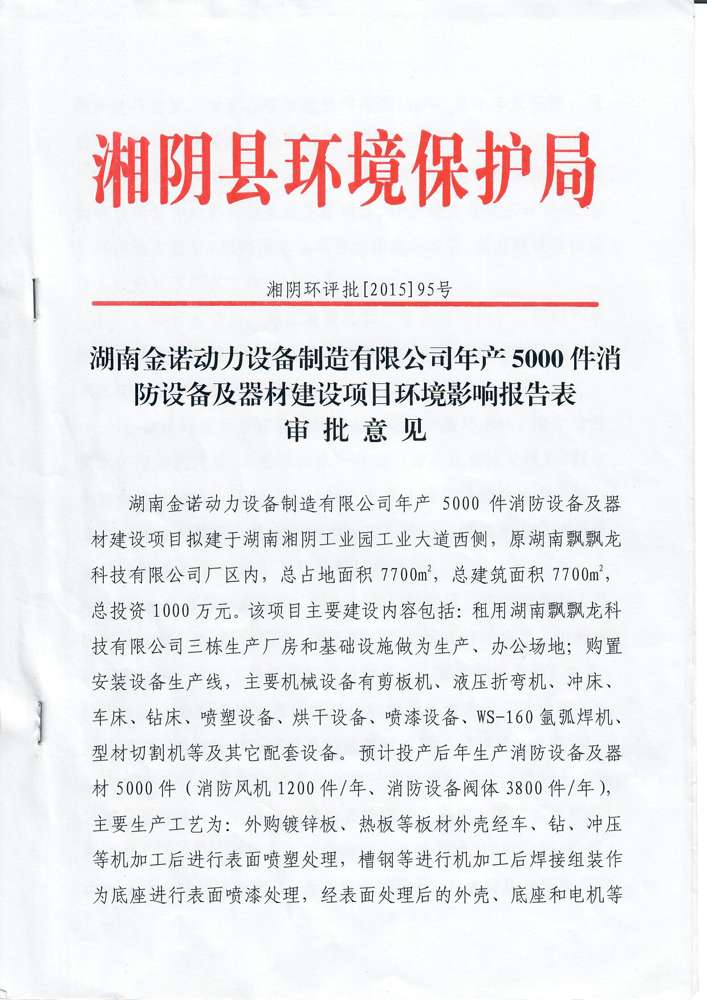 湘阴县环境保护局
湘阴环评批[2015]95号
湖南金诺动力设备制造有限公司年产 5000 件消
防设备及器材建设项目环境影响报告表
审 批 意 见
湖南金诺动力设备制造有限公司年产 5000 件消防设备及器
材建设项目拟建于湖南湘阴工业园工业大道西侧，原湖南飘飘龙
科技有限公司厂区内，总占地面积 7700m²，总建筑面积 7700m²，
总投资 1000 万元。该项目主要建设内容包括：租用湖南飘飘龙科
技有限公司三栋生产厂房和基础设施做为生产、办公场地；购置
安装设备生产线，主要机械设备有剪板机、液压折弯机、冲床、
车床、钻床、喷塑设备、烘干设备、喷漆设备、WS-160 氩弧焊机、
型材切割机等及其它配套设备。预计投产后年生产消防设备及器
材 5000 件（消防风机 1200 件/年、消防设备阀体 3800 件/年），
主要生产工艺为：外购镀锌板、热板等板材外壳经车、钻、冲压
等机加工后进行表面喷塑处理，槽钢等进行机加工后焊接组装作
为底座进行表面喷漆处理，经表面处理后的外壳、底座和电机等